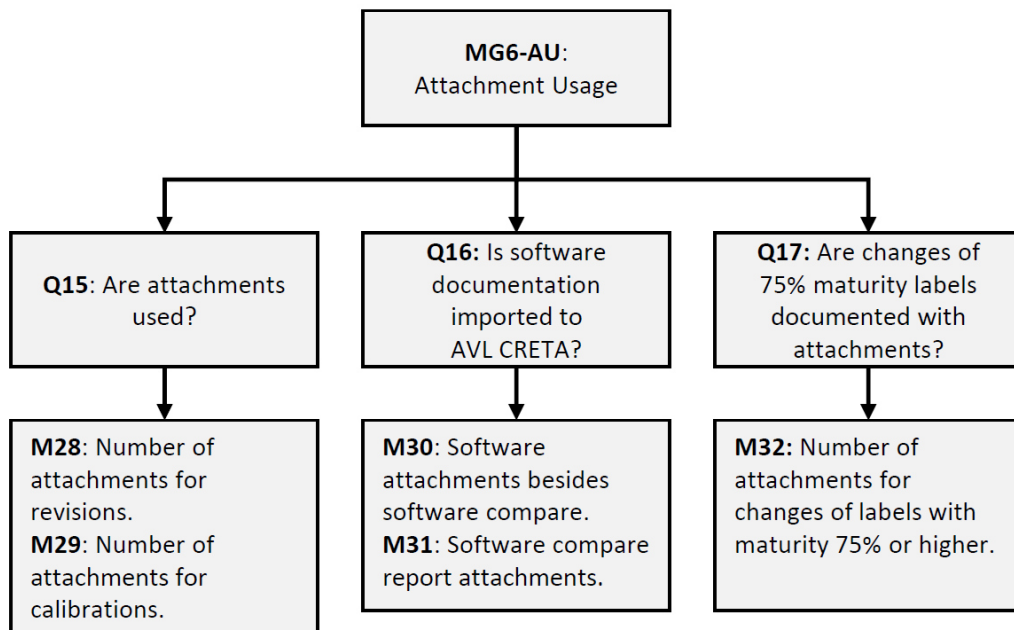 MG6-AU:
Attachment Usage
Q15: Are attachments
used?
Q16: Is software
documentation
imported to
AVL CRETA?
Q17: Are changes of
75% maturity labels
documented with
attachments?
M28: Number of
attachments for
revisions.
M29: Number of
attachments for
calibrations.
M30: Software
attachments besides
software compare.
M31: Software compare
report attachments.
M32: Number of
attachments for
changes of labels with
maturity 75% or higher.